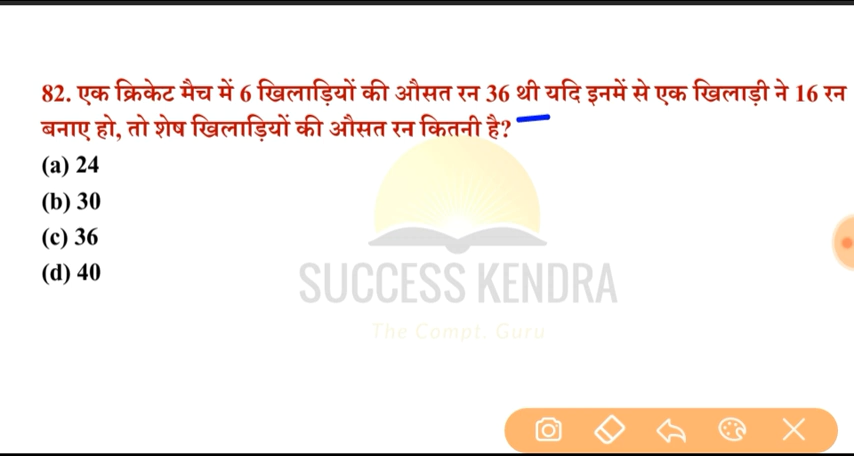 82. एक क्रिकेट मैच में 6 खिलाड़ियों की औसत रन 36 थी यदि इनमें से एक खिलाड़ी ने 16 रन
बनाए हो, तो शेष खिलाड़ियों की औसत रन कितनी है?
(a) 24
(b) 30
(c) 36
(d) 40
SUCCESS KENDRA
The Compt. Guru